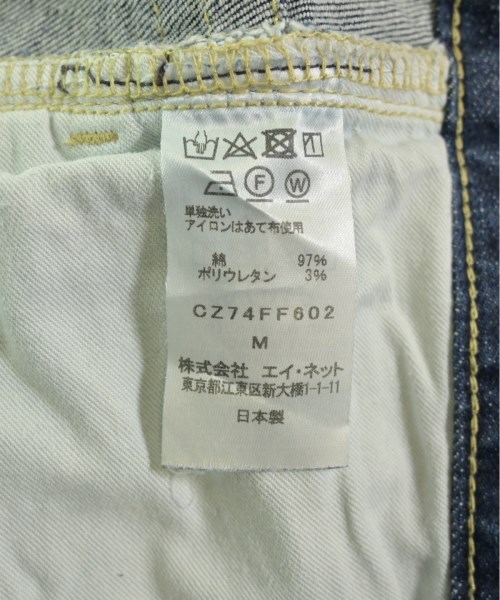 F W
単独洗い
アイロンはあて布使用
綿 97%
ポリウレタン 3%
CZ74FF602
M
株式会社 エイ・ネット
東京都江東区新大橋1-1-11
日本製